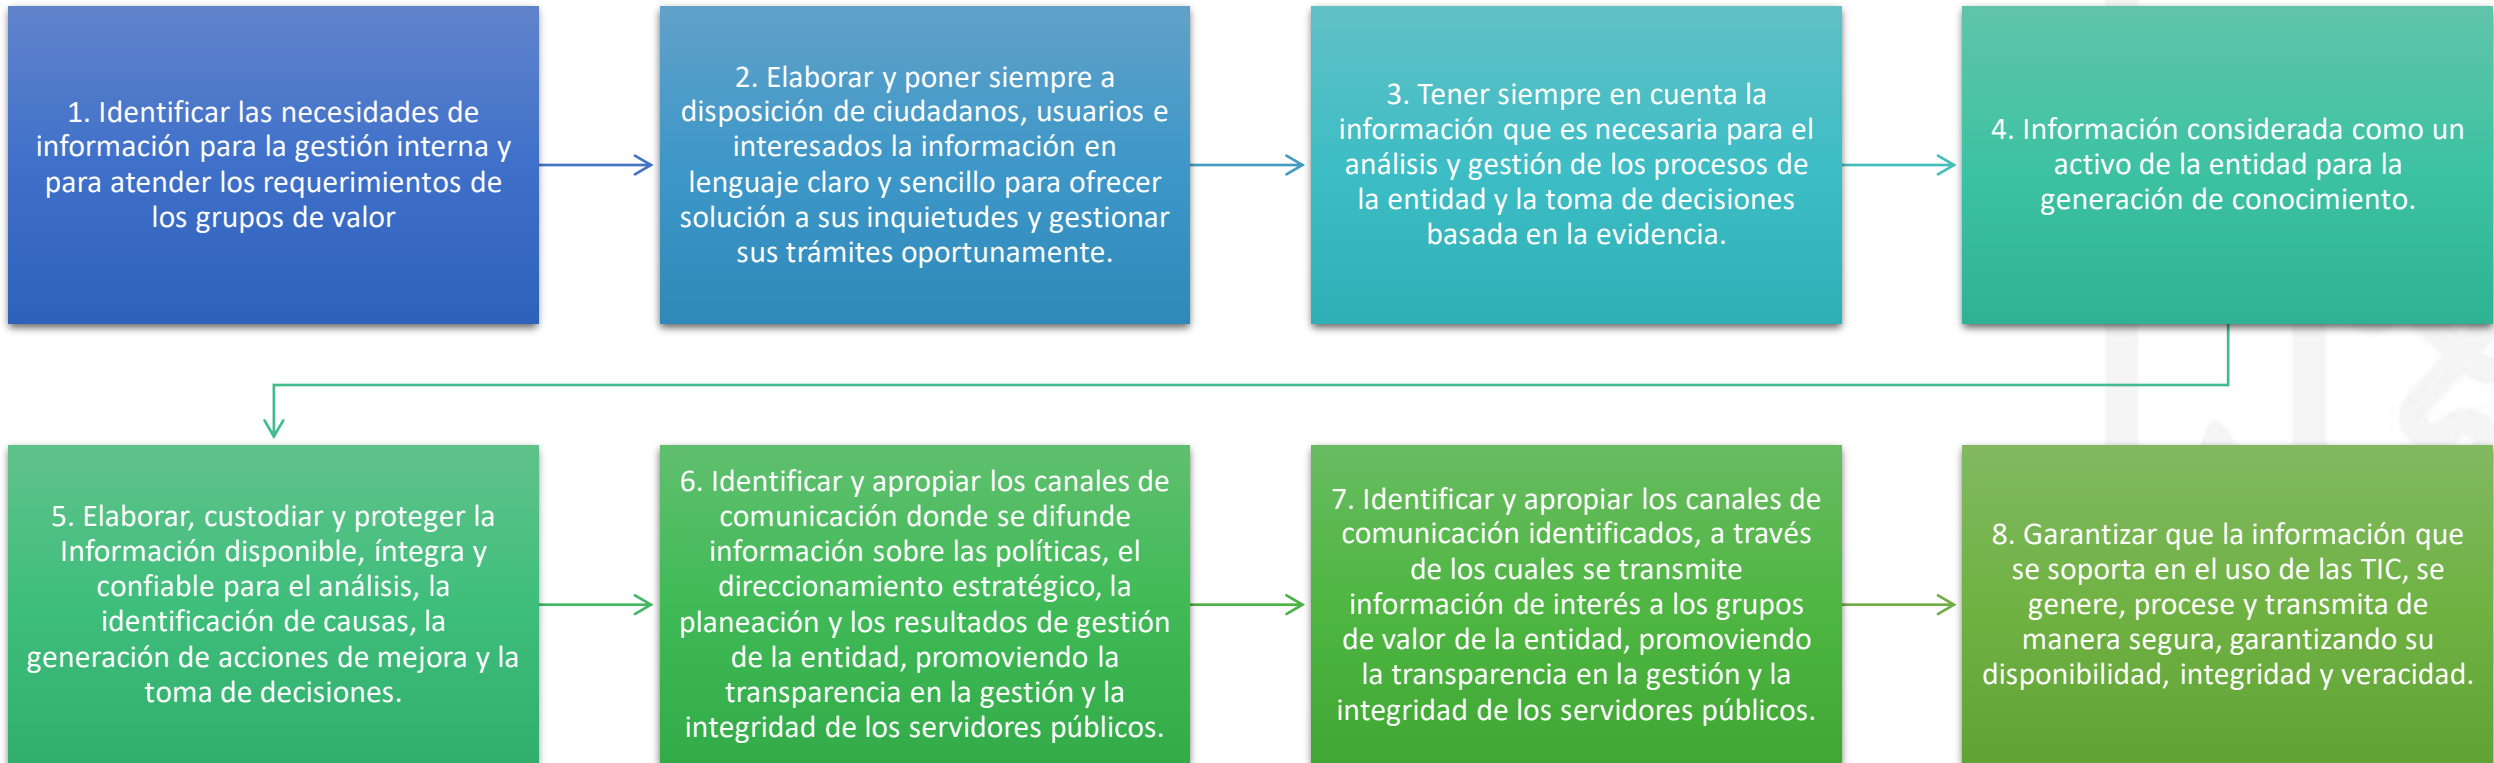 1. Identificar las necesidades de
información para la gestión interna y
para atender los requerimientos de
los grupos de valor
2. Elaborar y poner siempre a
disposición de ciudadanos, usuarios e
interesados la información en
lenguaje claro y sencillo para ofrecer
solución a sus inquietudes y gestionar
sus trámites oportunamente.
3. Tener siempre en cuenta la
información que es necesaria para el
análisis y gestión de los procesos de
la entidad y la toma de decisiones
basada en la evidencia.
4. Información considerada como un
activo de la entidad para la
generación de conocimiento.
5. Elaborar, custodiar y proteger la
Información disponible, íntegra y
confiable para el análisis, la
identificación de causas, la
generación de acciones de mejora y la
toma de decisiones.
6. Identificar y apropiar los canales de
comunicación donde se difunde
información sobre las políticas, el
direccionamiento estratégico, la
planeación y los resultados de gestión
de la entidad, promoviendo la
transparencia en la gestión y la
integridad de los servidores públicos.
7. Identificar y apropiar los canales de
comunicación identificados, a través
de los cuales se transmite
información de interés a los grupos
de valor de la entidad, promoviendo
la transparencia en la gestión y la
integridad de los servidores públicos.
8. Garantizar que la información que
se soporta en el uso de las TIC, se
genere, procese y transmita de
manera segura, garantizando su
disponibilidad, integridad y veracidad.